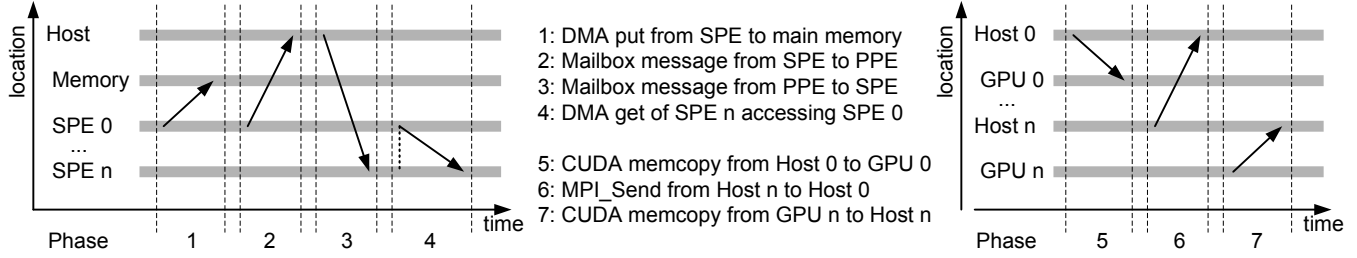 location
Host
Memory
SPE 0
...
SPE n
time
Phase 1 2 3 4
1: DMA put from SPE to main memory
2: Mailbox message from SPE to PPE
3: Mailbox message from PPE to SPE
4: DMA get of SPE n accessing SPE 0
5: CUDA memcopy from Host 0 to GPU 0
6: MPI_Send from Host n to Host 0
7: CUDA memcopy from GPU n to Host n
location
Host 0
GPU 0
...
Host n
GPU n
time
Phase 5 6 7